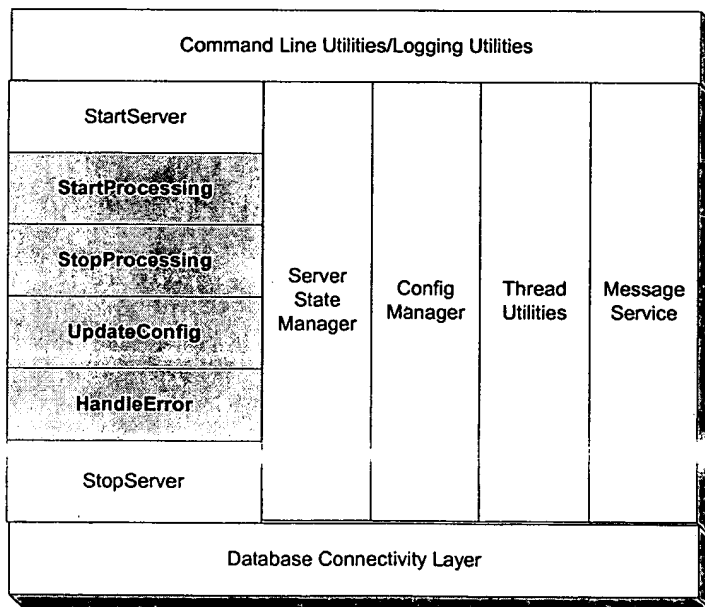 Command Line Utilities/Logging Utilities
StartServer
StartProcessing
StopProcessing
UpdateConfig
HandleError
StopServer
Server
State
Manager
Config
Manager
Thread
Utilities
Message
Service
Database Connectivity Layer